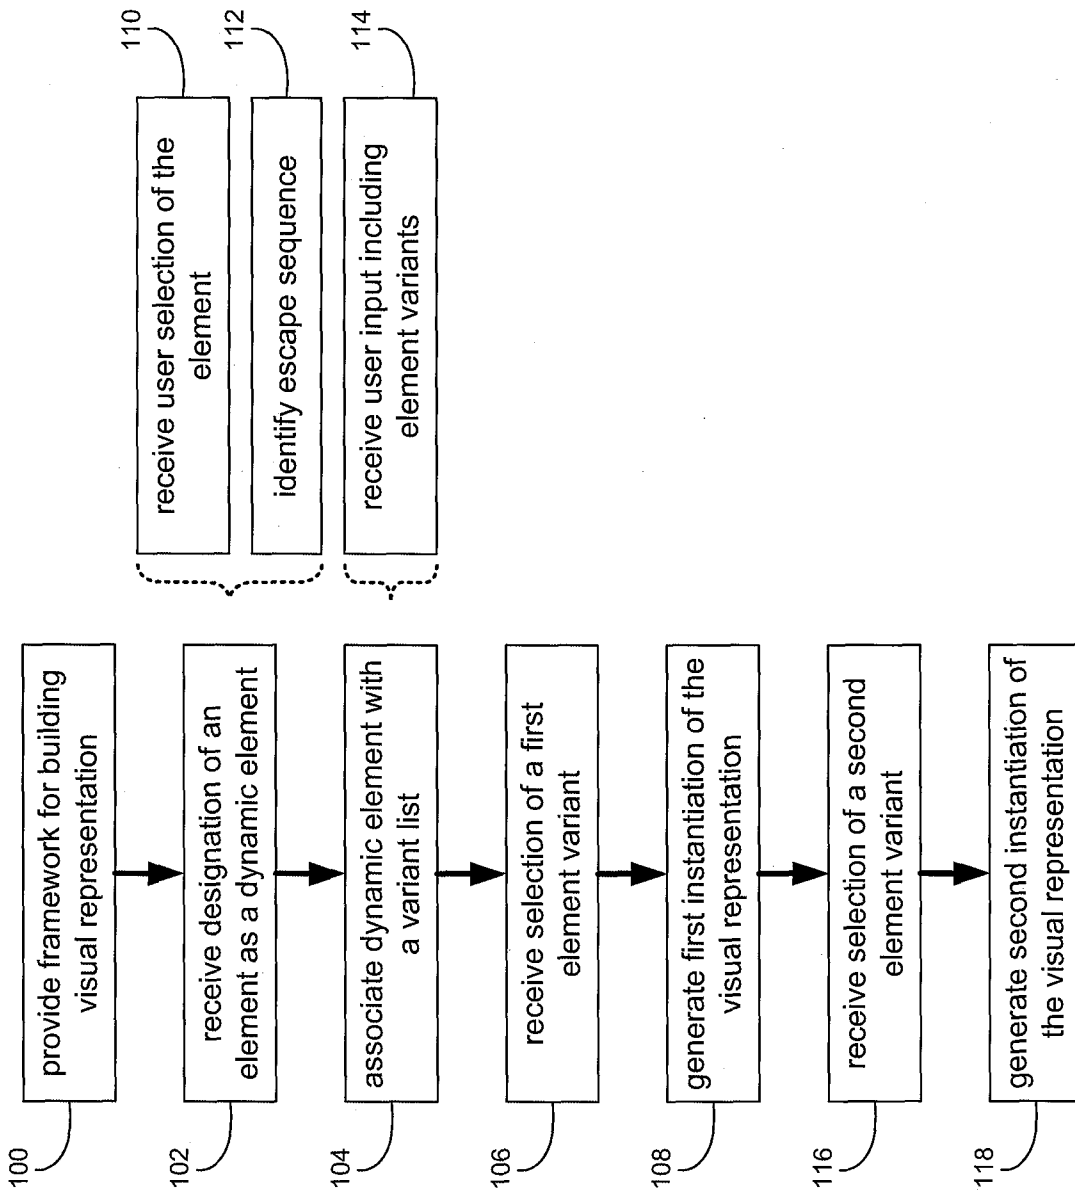 100
provide framework for building
visual representation
102
receive designation of an
element as a dynamic element
110
receive user selection of the
element
112
identify escape sequence
104
associate dynamic element with
a variant list
114
receive user input including
element variants
106
receive selection of a first
element variant
108
generate first instantiation of the
visual representation
116
receive selection of a second
element variant
118
generate second instantiation of
the visual representation